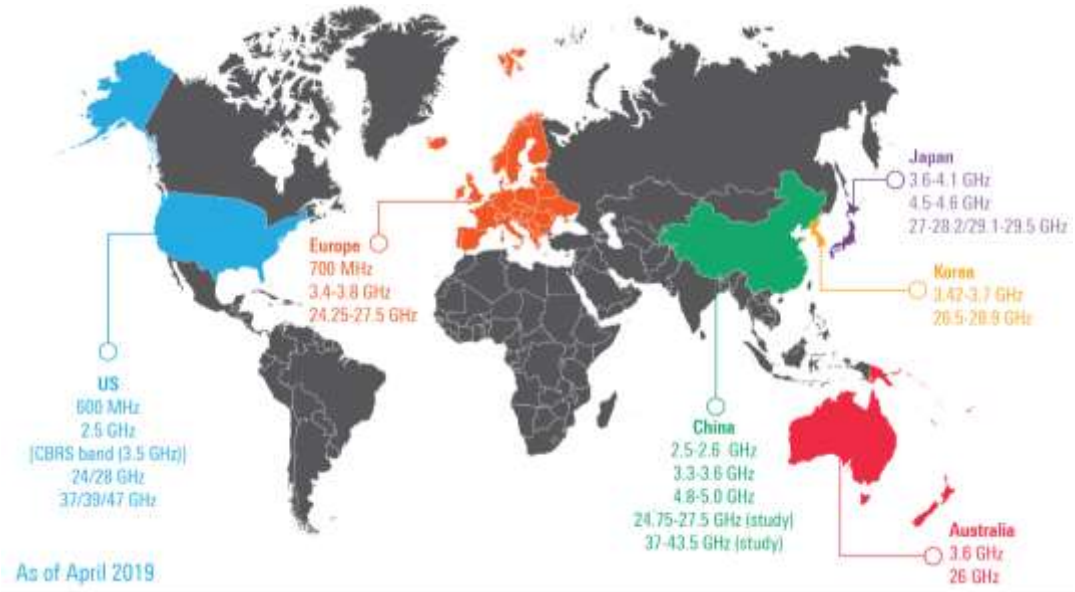 Japan
3.6-4.1 GHz
4.5-4.6 GHz
27-28.2/29.1-29.5GHz
Europe
700 MHz
3.4-3.8 GHz
24.25-27.5 GHz
Korea
3.42-3.7 GHz
26.5-28.9 GHz
US
600 MHz
2.5 GHz
[CBRS band (3.5 GHz)]
24/28 GHz
37/39/47 GHz
China
2.5-2.6 GHz
3.3-3.6 GHz
4.8-5.0 GHz
24.75-27.5 GHz (study)
37-43.5 GHz (study)
Australia
3.6 GHz
26 GHz
As of April 2019